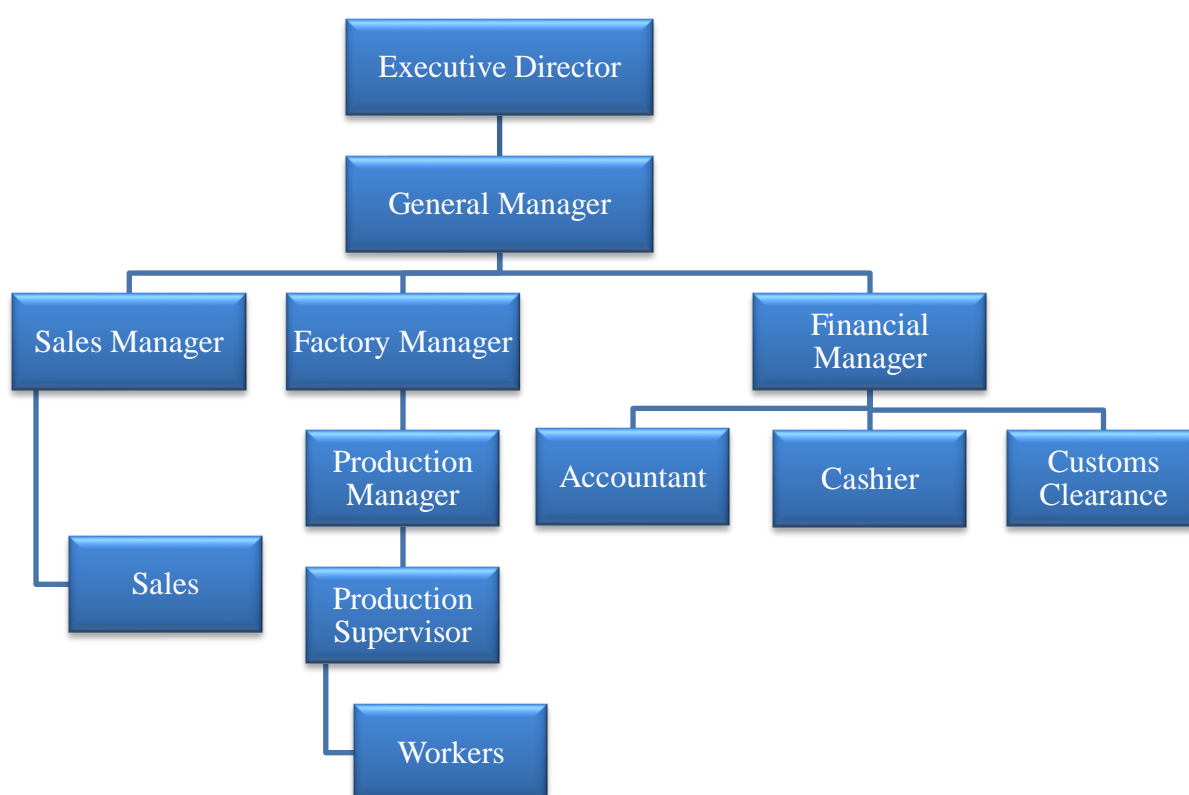 Executive Director
General Manager
Sales Manager
Factory Manager
Financial
Manager
Production
Manager
Accountant
Cashier
Customs
Clearance
Sales
Production
Supervisor
Workers